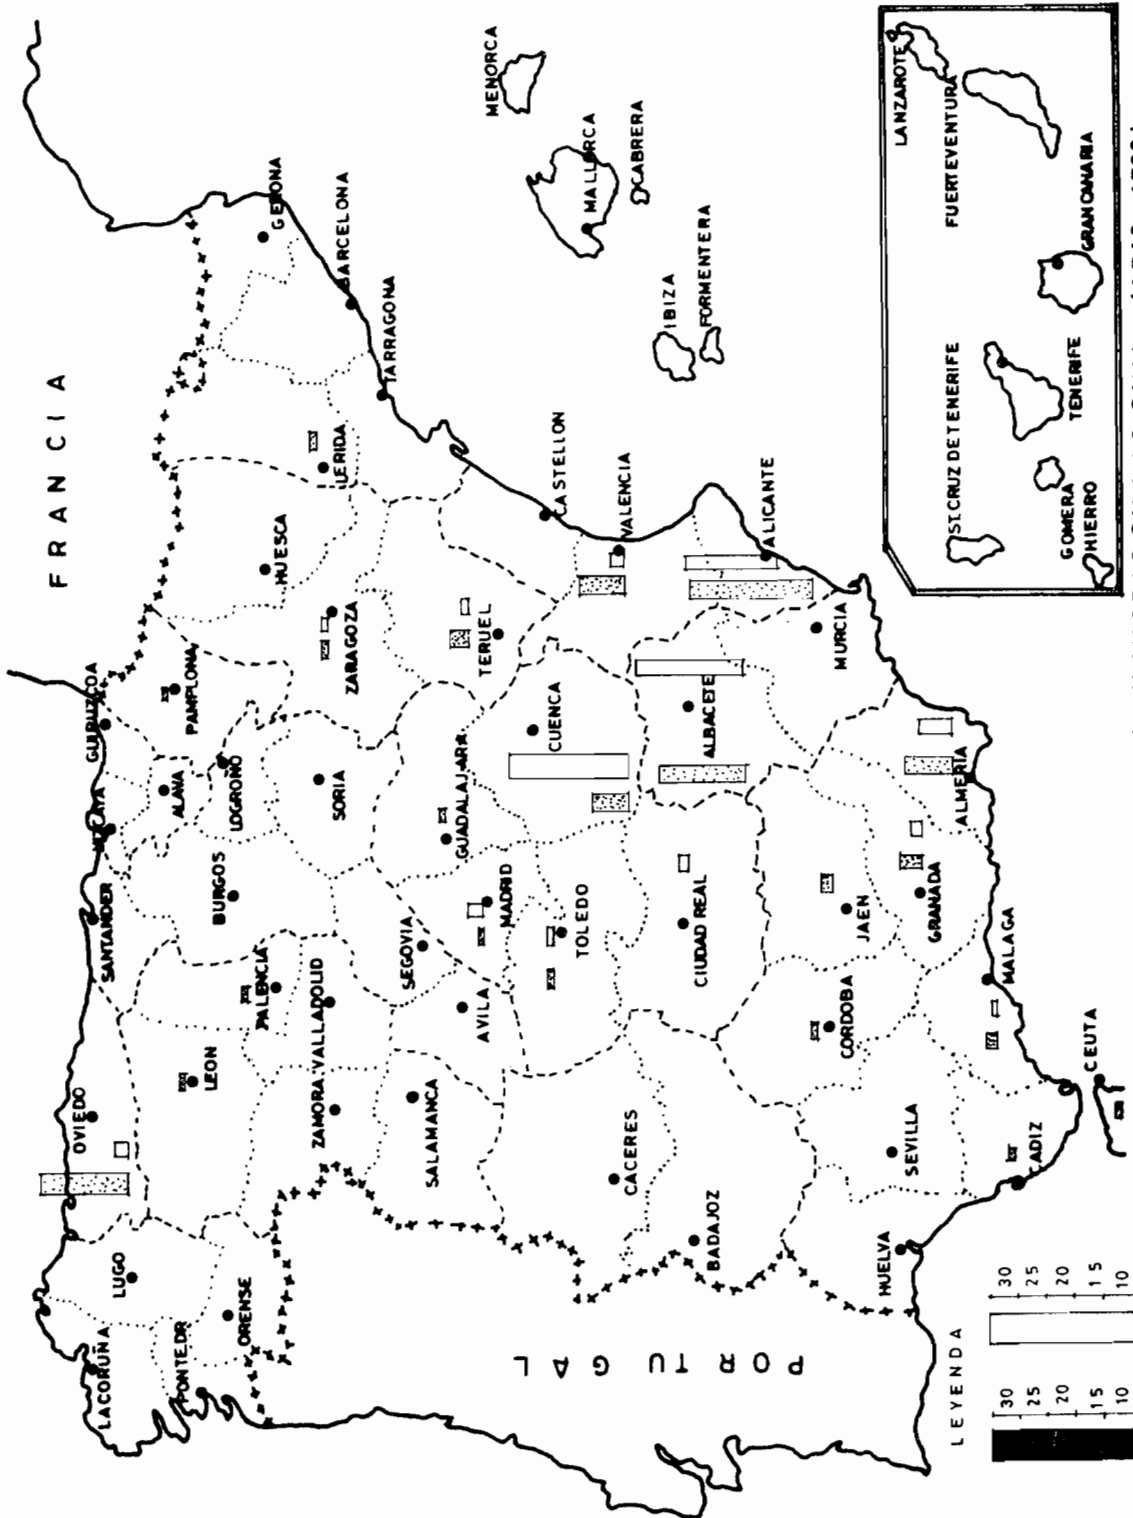 FRANCIA
LA CORUÑA
LUGO
OVIEDO
SANTANDER
VIZCAYA
GUIPUZCOA
PONTEDR
ORENSE
LEON
PALENCIA
BURGOS
ALAVA
LOGROÑO
PAMPLONA
HUESCA
LERIDA
GERONA
BARCELONA
TARRAGONA
ZAMORA
VALLADOLID
SORIA
ZARAGOZA
SALAMANCA
AVILA
SEGOVIA
MADRID
GUADALAJARA
TERUEL
CASTELLON
MENORCA
MALLORCA
CABRERA
IBIZA
FORMENTERA
CACERES
TOLEDO
CUENCA
VALENCIA
PORTUGAL
BADAJOZ
CIUDAD REAL
ALBACETE
ALICANTE
MURCIA
HUELVA
SEVILLA
CORDOBA
JAEN
GRANADA
ALMERIA
CADIZ
MALAGA
CEUTA
LANZAROTE
FUERTEVENTURA
ST.CRUZ DE TENERIFE
GOMERA
HIERRO
TENERIFE
GRAN CANARIA
LEYENDA
30
25
20
15
10
30
25
20
15
10